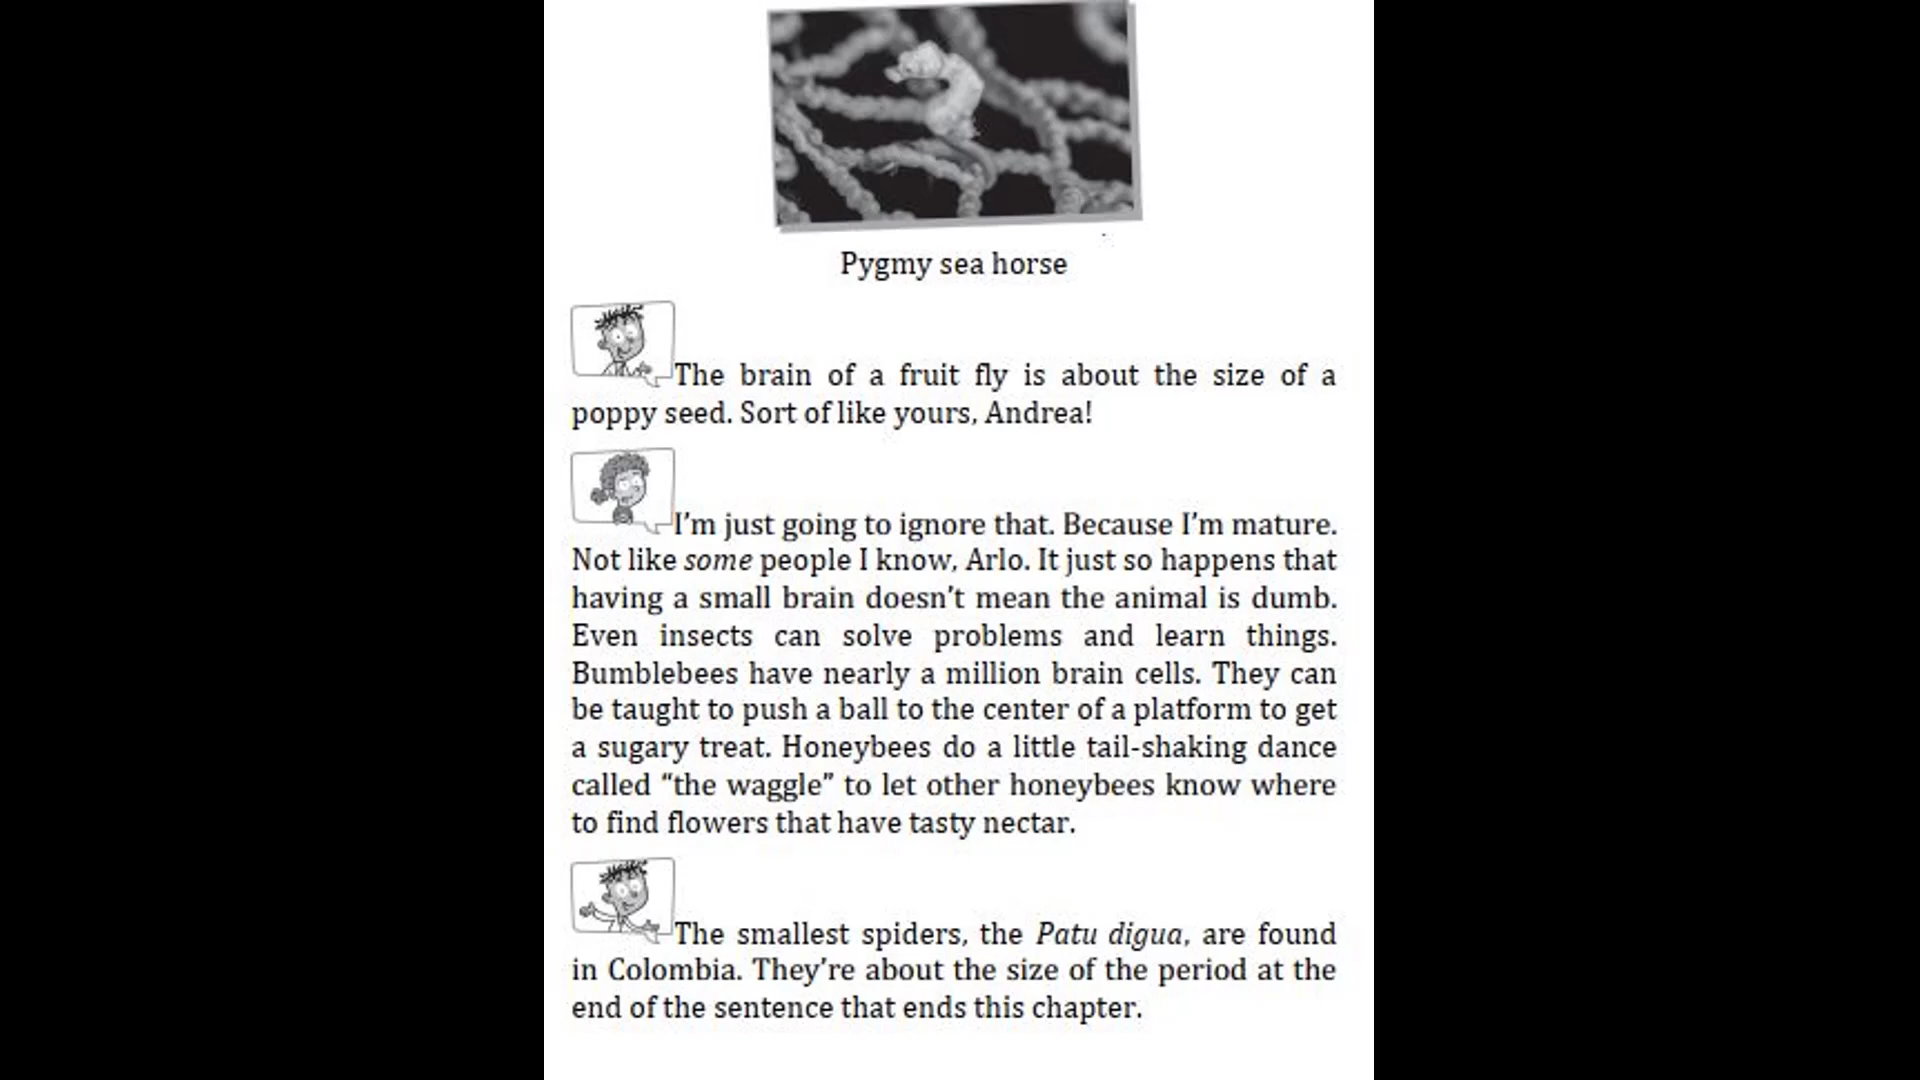 Pygmy sea horse
The brain of a fruit fly is about the size of a
poppy seed. Sort of like yours, Andrea!
I’m just going to ignore that. Because I’m mature.
Not like some people I know, Arlo. It just so happens that
having a small brain doesn’t mean the animal is dumb.
Even insects can solve problems and learn things.
Bumblebees have nearly a million brain cells. They can
be taught to push a ball to the center of a platform to get
a sugary treat. Honeybees do a little tail-shaking dance
called “the waggle” to let other honeybees know where
to find flowers that have tasty nectar.
The smallest spiders, the Patu digua, are found
in Colombia. They’re about the size of the period at the
end of the sentence that ends this chapter.